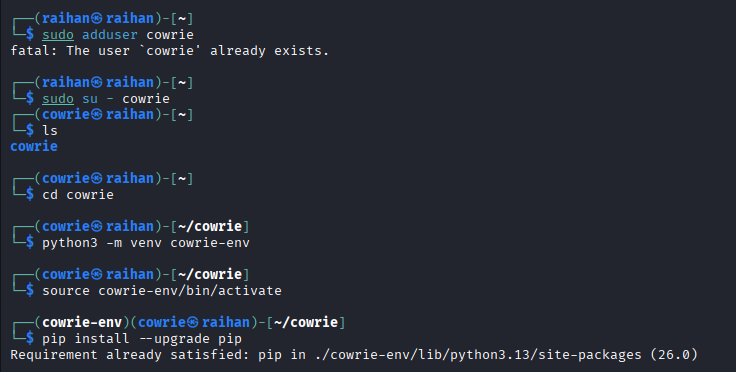 ┌──(raihan㉿raihan)-[~]
└─$ sudo adduser cowrie
fatal: The user `cowrie' already exists.
┌──(raihan㉿raihan)-[~]
└─$ sudo su - cowrie
┌──(cowrie㉿raihan)-[~]
└─$ ls
cowrie
┌──(cowrie㉿raihan)-[~]
└─$ cd cowrie
┌──(cowrie㉿raihan)-[~/cowrie]
└─$ python3 -m venv cowrie-env
┌──(cowrie㉿raihan)-[~/cowrie]
└─$ source cowrie-env/bin/activate
┌──(cowrie-env)(cowrie㉿raihan)-[~/cowrie]
└─$ pip install --upgrade pip
Requirement already satisfied: pip in ./cowrie-env/lib/python3.13/site-packages (26.0)